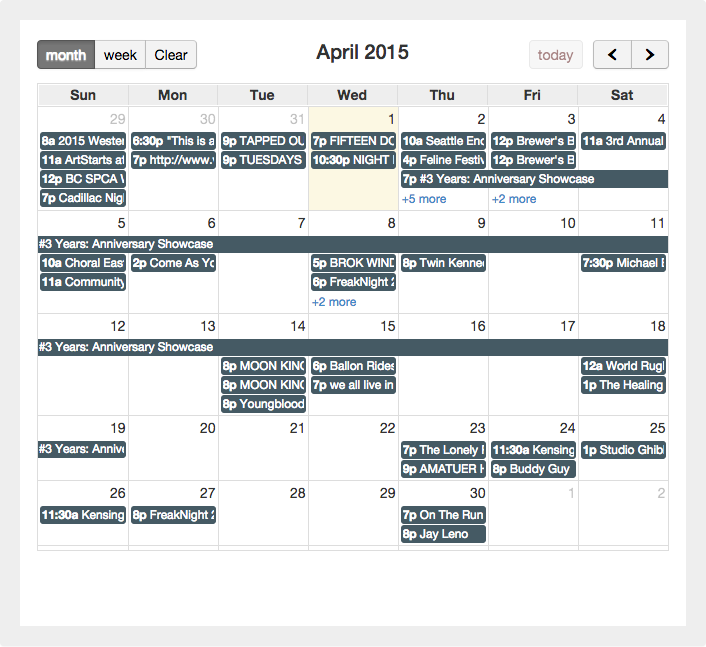 month week Clear
April 2015
today
Sun Mon Tue Wed Thu Fri Sat
29 30 31 1 2 3 4
8a 2015 Wester 6:30p "This is a 9p TAPPED OU 7p FIFTEEN DO 10a Seattle Enc 12p Brewer's B 11a 3rd Annual
11a ArtStarts at 7p http://www. 9p TUESDAYS 10:30p NIGHT 4p Feline Festiv 12p Brewer's B
12p BC SPCA 7p #3 Years: Anniversary Showcase
7p Cadillac Nig +5 more +2 more
5 6 7 8 9 10 11
#3 Years: Anniversary Showcase
10a Choral East 2p Come As Yo 5p BROK WIND 8p Twin Kenne 7:30p Michael
11a Community 6p FreakNight
+2 more
12 13 14 15 16 17 18
#3 Years: Anniversary Showcase
8p MOON KING 6p Ballon Rides 12a World Rug
8p MOON KING 7p we all live in 1p The Healing
8p Youngblood
19 20 21 22 23 24 25
#3 Years: Annive 7p The Lonely 11:30a Kensing 1p Studio Ghibl
9p AMATUER 8p Buddy Guy
26 27 28 29 30 1 2
11:30a Kensing 8p FreakNight 7p On The Run
8p Jay Leno